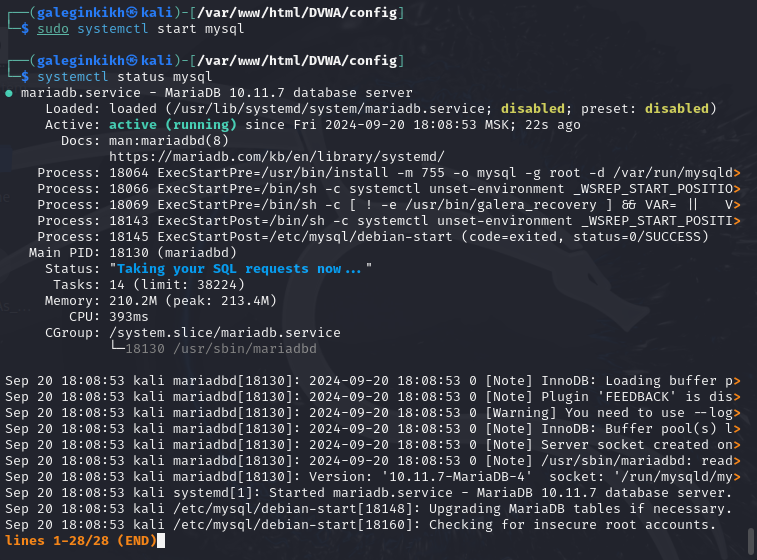 ┌──(galeginkikh㉿kali)-[/var/www/html/DVWA/config]
└─$ sudo systemctl start mysql
┌──(galeginkikh㉿kali)-[/var/www/html/DVWA/config]
└─$ systemctl status mysql
● mariadb.service - MariaDB 10.11.7 database server
Loaded: loaded (/usr/lib/systemd/system/mariadb.service; disabled; preset: disabled)
Active: active (running) since Fri 2024-09-20 18:08:53 MSK; 22s ago
Docs: man:mariadbd(8)
https://mariadb.com/kb/en/library/systemd/
Process: 18064 ExecStartPre=/usr/bin/install -m 755 -o mysql -g root -d /var/run/mysqld>
Process: 18066 ExecStartPre=/bin/sh -c systemctl unset-environment _WSREP_START_POSITIO>
Process: 18069 ExecStartPre=/bin/sh -c [ ! -e /usr/bin/galera_recovery ] && VAR= || V>
Process: 18143 ExecStartPost=/bin/sh -c systemctl unset-environment _WSREP_START_POSITI>
Process: 18145 ExecStartPost=/etc/mysql/debian-start (code=exited, status=0/SUCCESS)
Main PID: 18130 (mariadbd)
Status: "Taking your SQL requests now..."
Tasks: 14 (limit: 38224)
Memory: 210.2M (peak: 213.4M)
CPU: 393ms
CGroup: /system.slice/mariadb.service
└─18130 /usr/sbin/mariadbd
Sep 20 18:08:53 kali mariadbd[18130]: 2024-09-20 18:08:53 0 [Note] InnoDB: Loading buffer p>
Sep 20 18:08:53 kali mariadbd[18130]: 2024-09-20 18:08:53 0 [Note] Plugin 'FEEDBACK' is dis>
Sep 20 18:08:53 kali mariadbd[18130]: 2024-09-20 18:08:53 0 [Warning] You need to use --log>
Sep 20 18:08:53 kali mariadbd[18130]: 2024-09-20 18:08:53 0 [Note] InnoDB: Buffer pool(s) l>
Sep 20 18:08:53 kali mariadbd[18130]: 2024-09-20 18:08:53 0 [Note] Server socket created on>
Sep 20 18:08:53 kali mariadbd[18130]: 2024-09-20 18:08:53 0 [Note] /usr/sbin/mariadbd: read>
Sep 20 18:08:53 kali mariadbd[18130]: Version: '10.11.7-MariaDB-4' socket: '/run/mysqld/my>
Sep 20 18:08:53 kali systemd[1]: Started mariadb.service - MariaDB 10.11.7 database server.
Sep 20 18:08:53 kali /etc/mysql/debian-start[18148]: Upgrading MariaDB tables if necessary.
Sep 20 18:08:53 kali /etc/mysql/debian-start[18160]: Checking for insecure root accounts.
lines 1-28/28 (END)